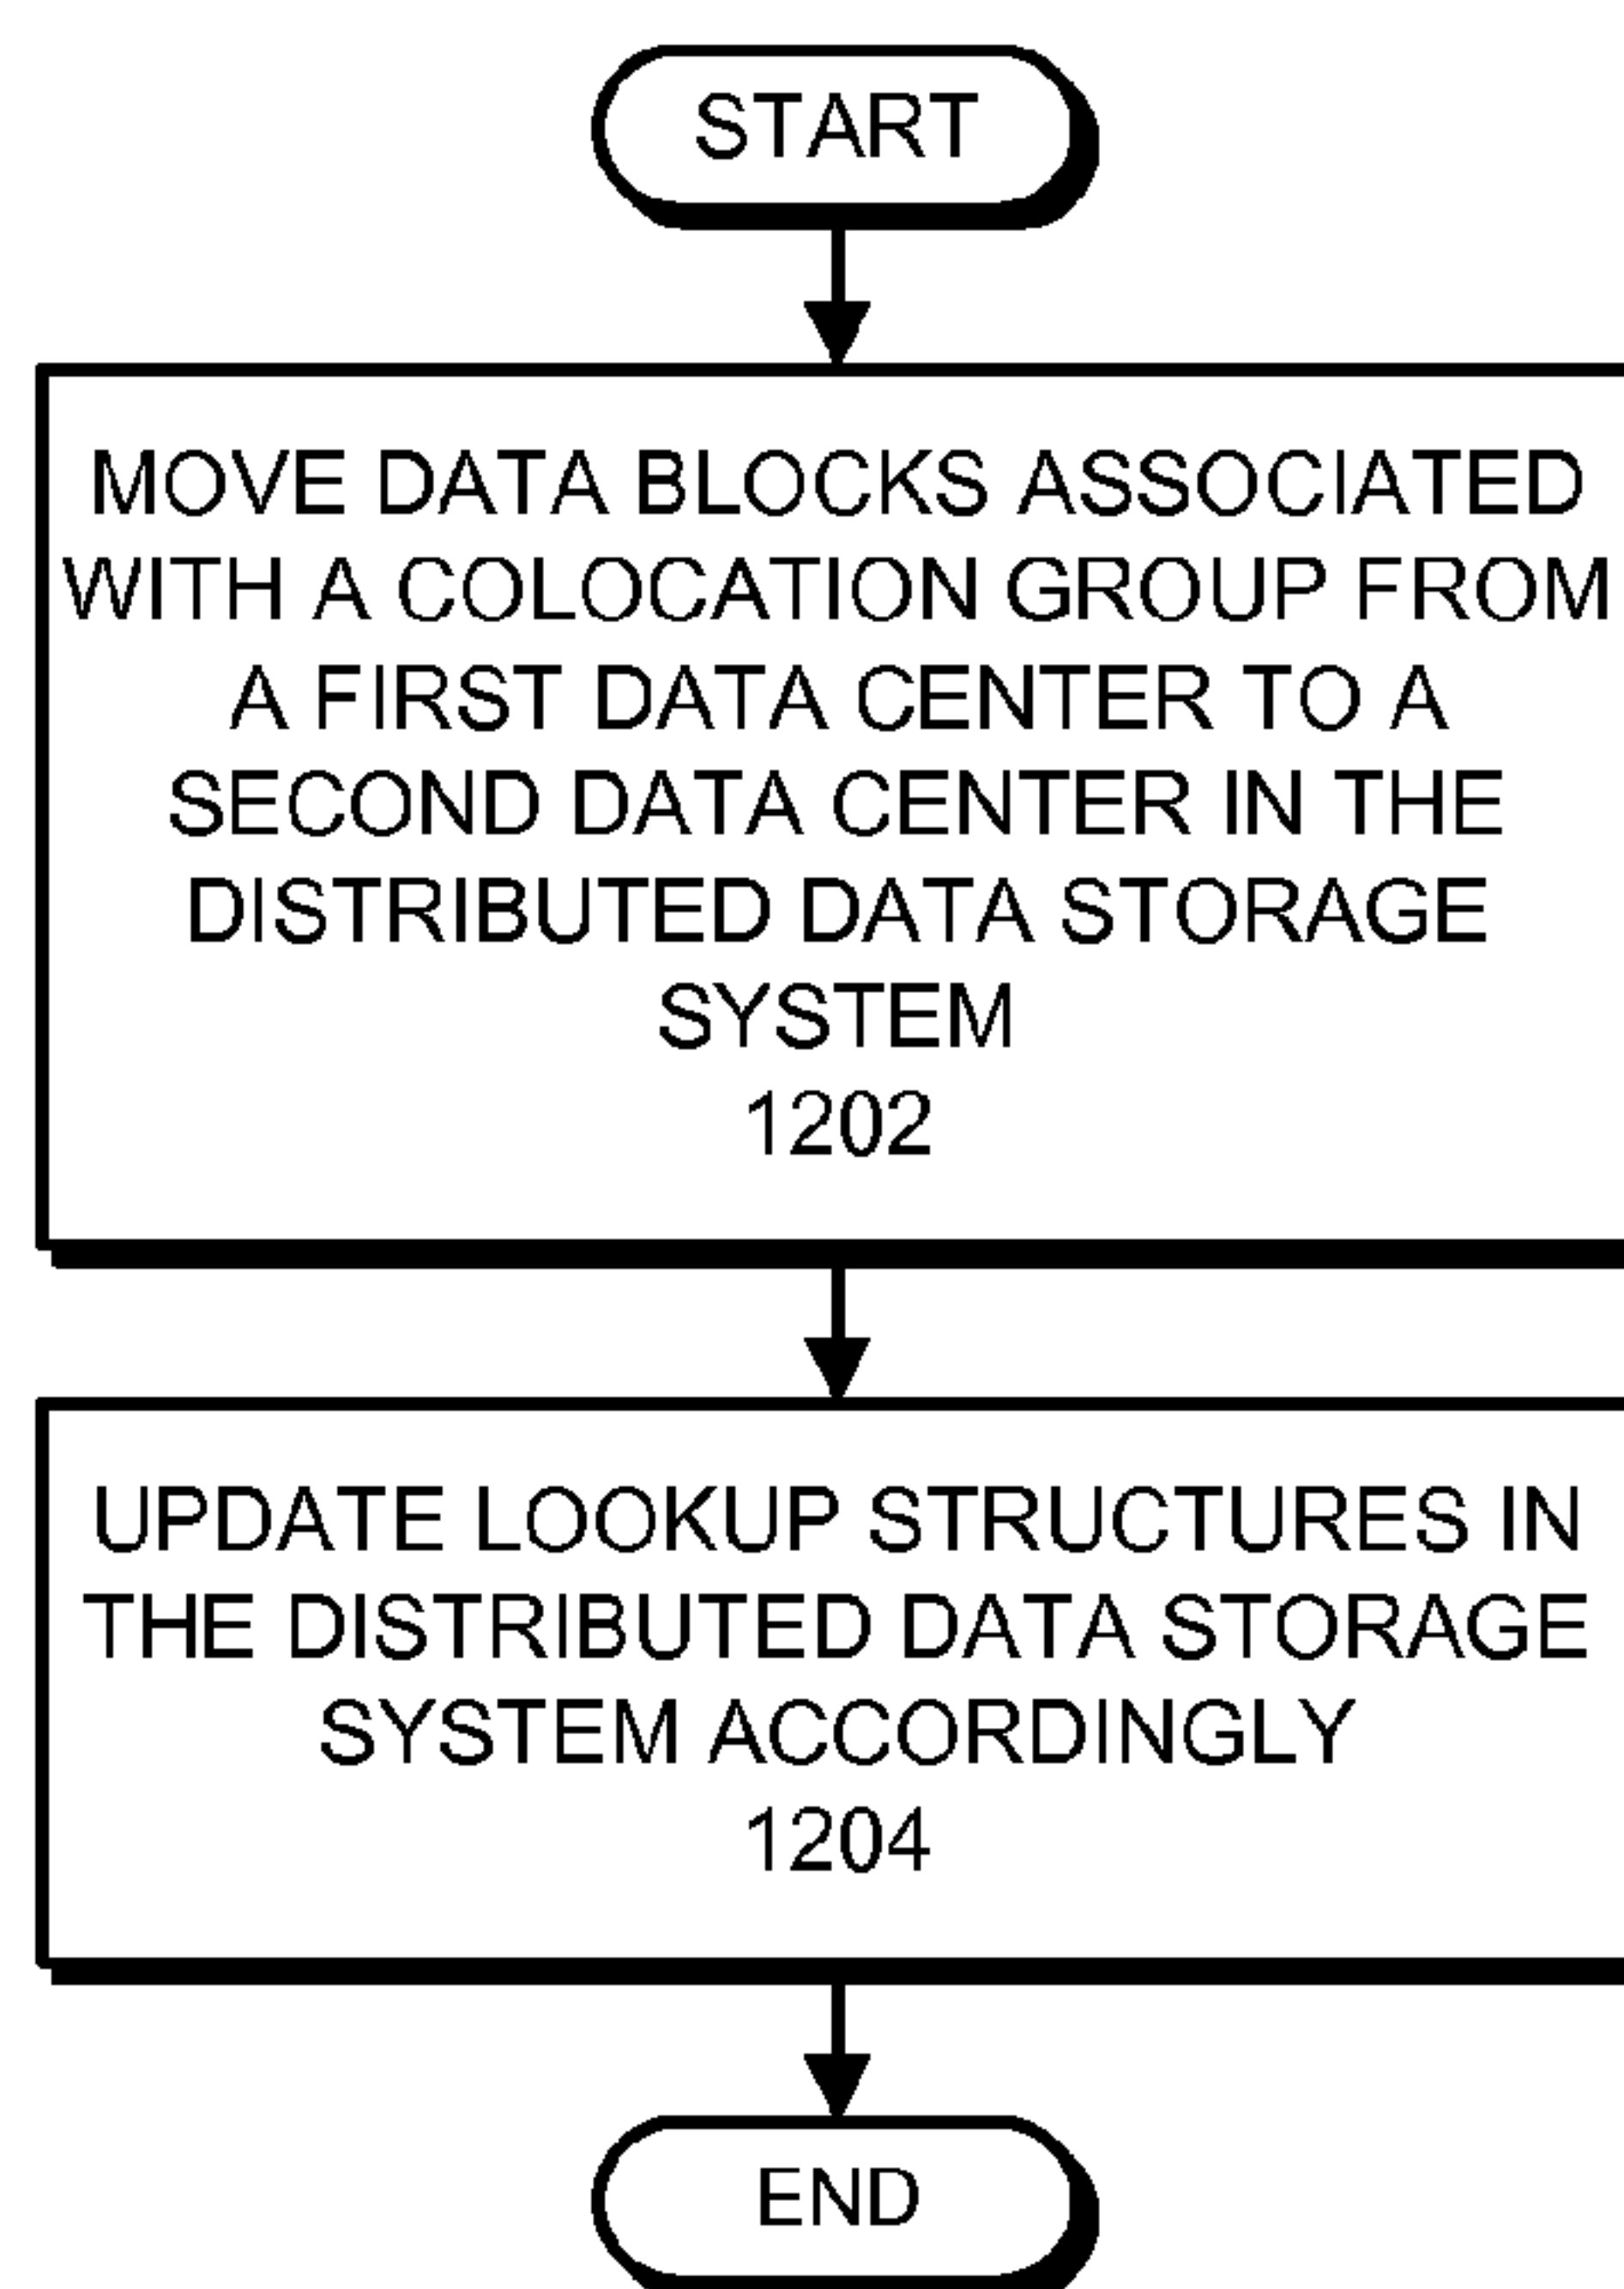 START
MOVE DATA BLOCKS ASSOCIATED
WITH A COLOCATION GROUP FROM
A FIRST DATA CENTER TO A
SECOND DATA CENTER IN THE
DISTRIBUTED DATA STORAGE
SYSTEM
1202
UPDATE LOOKUP STRUCTURES IN
THE DISTRIBUTED DATA STORAGE
SYSTEM ACCORDINGLY
1204
END